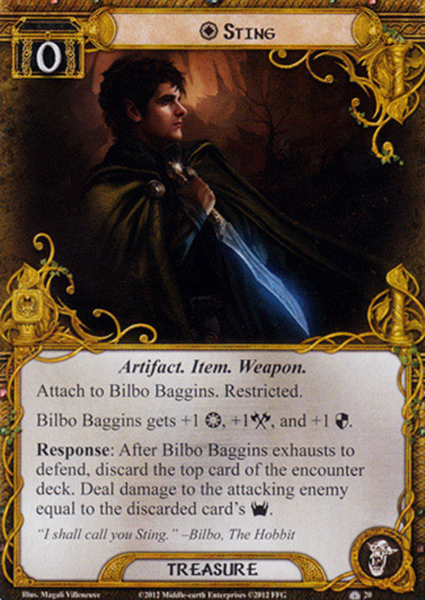 0
Sting
Artifact. Item. Weapon.
Attach to Bilbo Baggins. Restricted.
Bilbo Baggins gets +1 , +1 , and +1 .
Response: After Bilbo Baggins exhausts to
defend, discard the top card of the encounter
deck. Deal damage to the attacking enemy
equal to the discarded card's .
“I shall call you Sting.” –Bilbo, The Hobbit
TREASURE
Illus. Magali Villeneuve ©2012 Middle-earth Enterprises ©2012 FFG 20